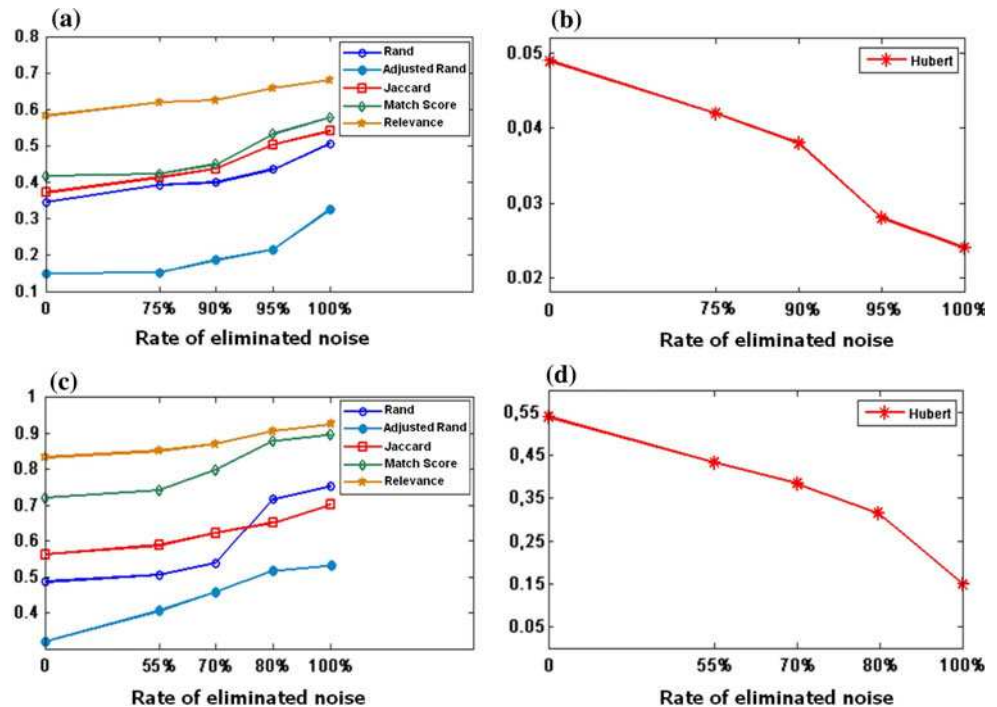 (a)
0.8
0.7
0.6
0.5
0.4
0.3
0.2
0.1
0 75% 90% 95% 100%
Rate of eliminated noise
Rand
Adjusted Rand
Jaccard
Match Score
Relevance
(b)
0.05
0,04
0,03
0.02
0 75% 90% 95% 100%
Rate of eliminated noise
Hubert
(c)
1
0.9
0.8
0.7
0.6
0.5
0.4
0 55% 70% 80% 100%
Rate of eliminated noise
Rand
Adjusted Rand
Jaccard
Match Score
Relevance
(d)
0,55
0,45
0,35
0,25
0.15
0.05
0 55% 70% 80% 100%
Rate of eliminated noise
Hubert